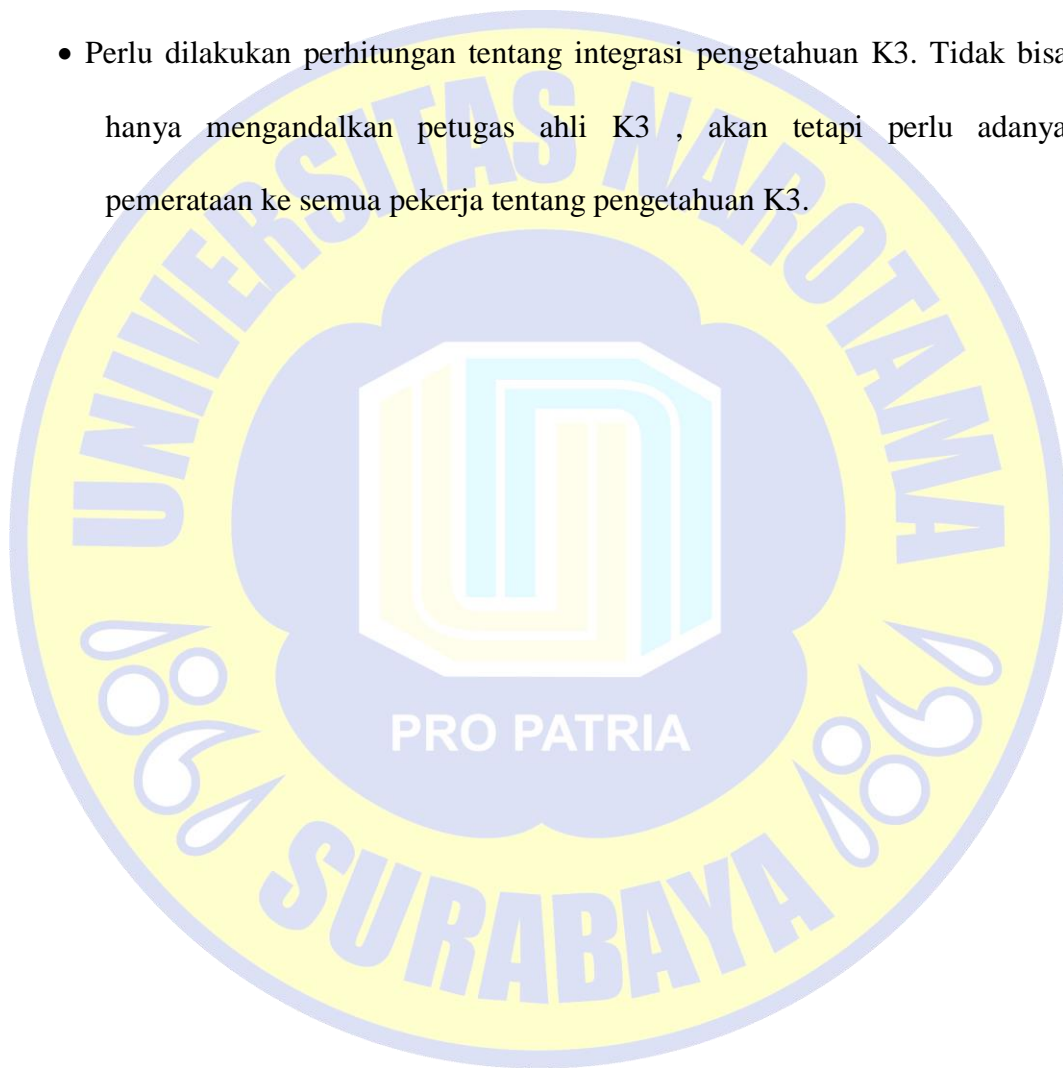 • Perlu dilakukan perhitungan tentang integrasi pengetahuan K3. Tidak bisa
hanya mengandalkan petugas ahli K3 , akan tetapi perlu adanya
pemerataan ke semua pekerja tentang pengetahuan K3.
UNIVERSITAS NAROTAMA
PRO PATRIA
SURABAYA